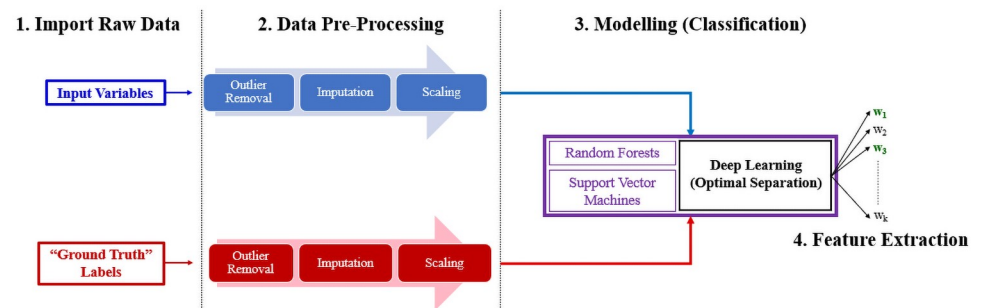 1. Import Raw Data
2. Data Pre-Processing
3. Modelling (Classification)
Input Variables
Outlier
Removal
Imputation
Scaling
Random Forests
Support Vector
Machines
Deep Learning
(Optimal Separation)
w1
w2
w3
wk
4. Feature Extraction
“Ground Truth”
Labels
Outlier
Removal
Imputation
Scaling